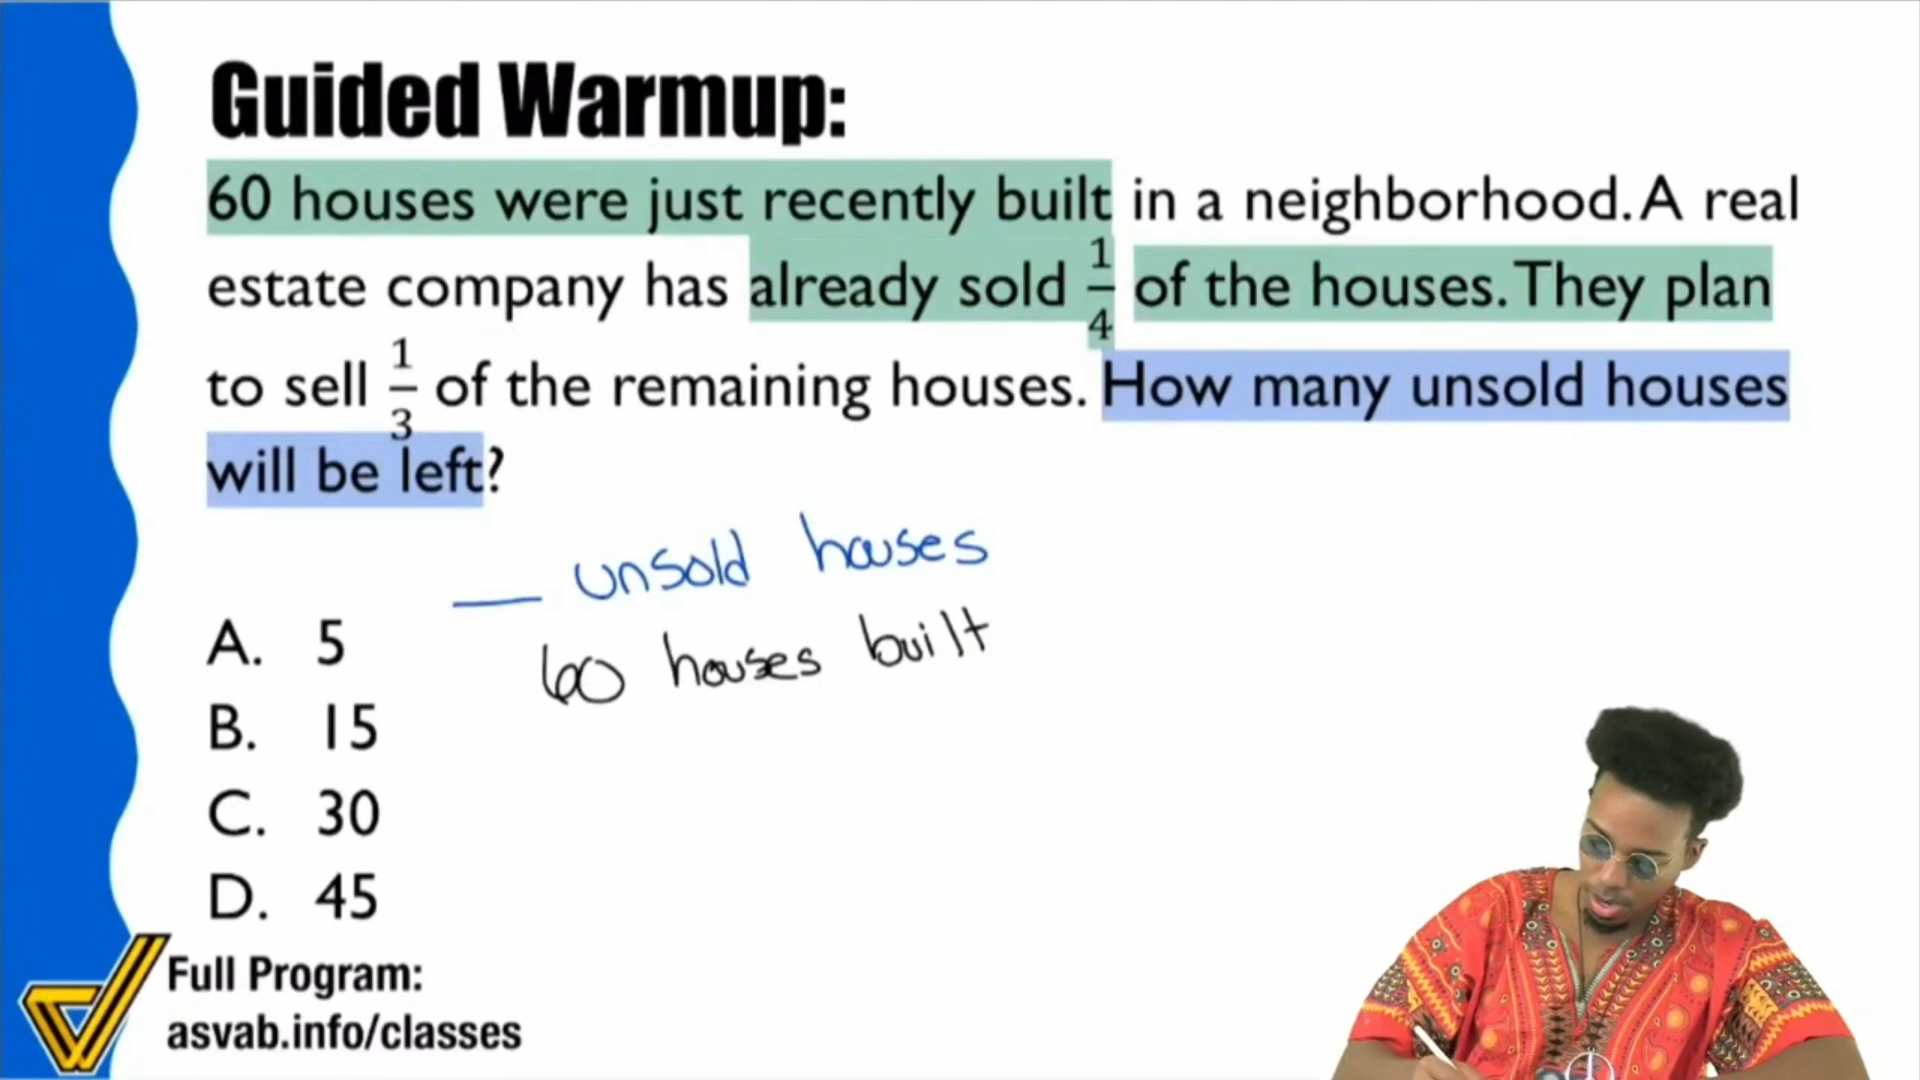 Guided Warmup:
60 houses were just recently built in a neighborhood. A real
estate company has already sold 1/4 of the houses. They plan
to sell 1/3 of the remaining houses. How many unsold houses
will be left?
__ unsold houses
60 houses built
A. 5
B. 15
C. 30
D. 45
Full Program:
asvab.info/classes